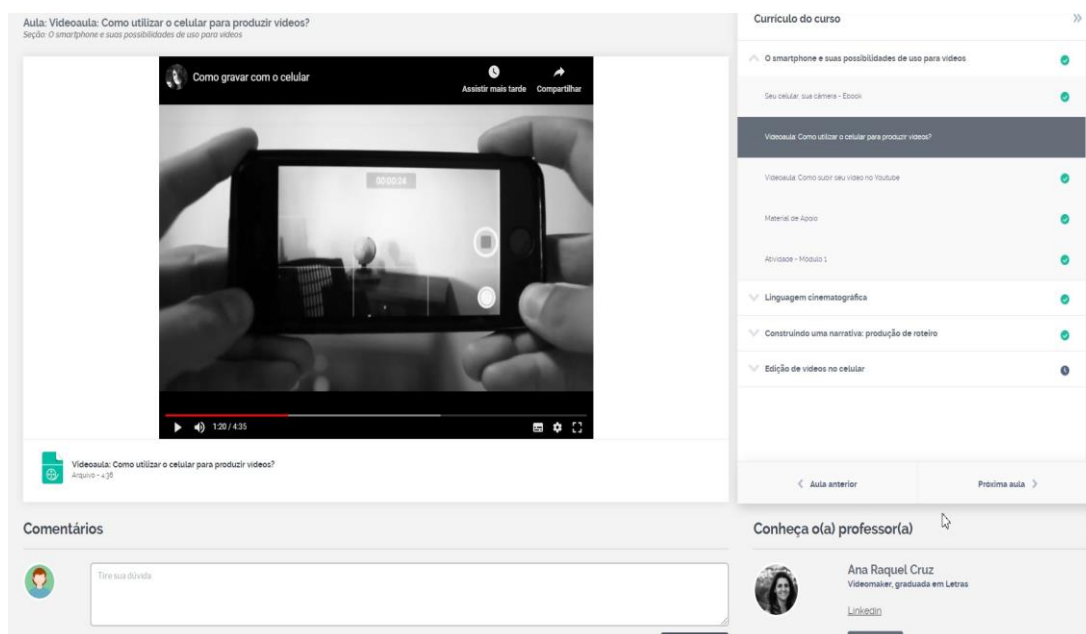 Aula: Videoaula: Como utilizar o celular para produzir vídeos?
Seção: O smartphone e suas possibilidades de uso para vídeos
Como gravar com o celular
Assistir mais tarde
Compartilhar
00:00:24
1:20 / 4:35
Videoaula: Como utilizar o celular para produzir vídeos?
Arquivo - 4:36
Comentários
Tire sua dúvida
Currículo do curso
O smartphone e suas possibilidades de uso para vídeos
Seu celular, sua câmera - Ebook
Videoaula: Como utilizar o celular para produzir vídeos?
Videoaula: Como subir seu vídeo no Youtube
Material de Apoio
Atividade - Módulo 1
Linguagem cinematográfica
Construindo uma narrativa: produção de roteiro
Edição de vídeos no celular
Aula anterior
Próxima aula
Conheça o(a) professor(a)
Ana Raquel Cruz
Videomaker, graduada em Letras
Linkedin